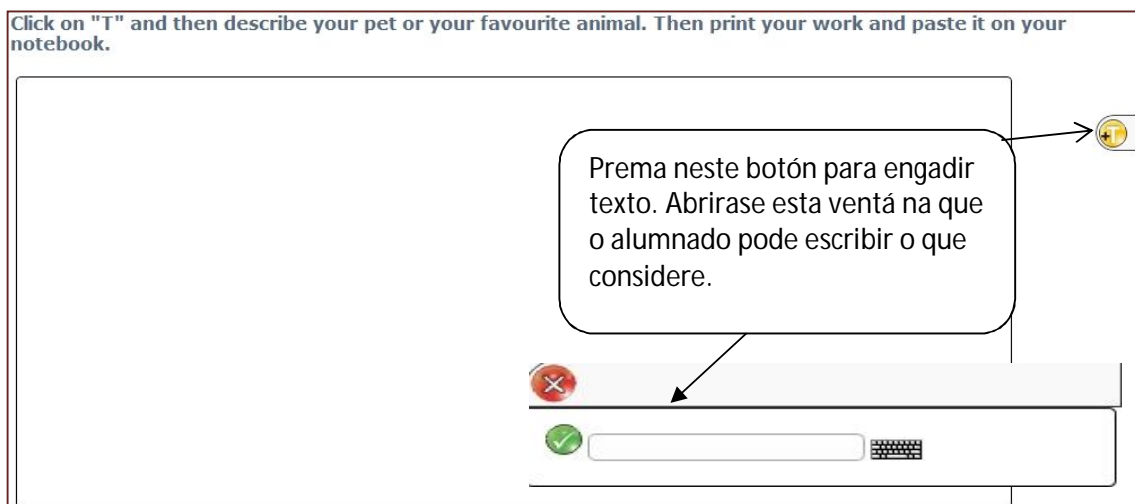 Click on "T" and then describe your pet or your favourite animal. Then print your work and paste it on your
notebook.
+T
Prema neste botón para engadir
texto. Abrirase esta ventá na que
o alumnado pode escribir o que
considere.